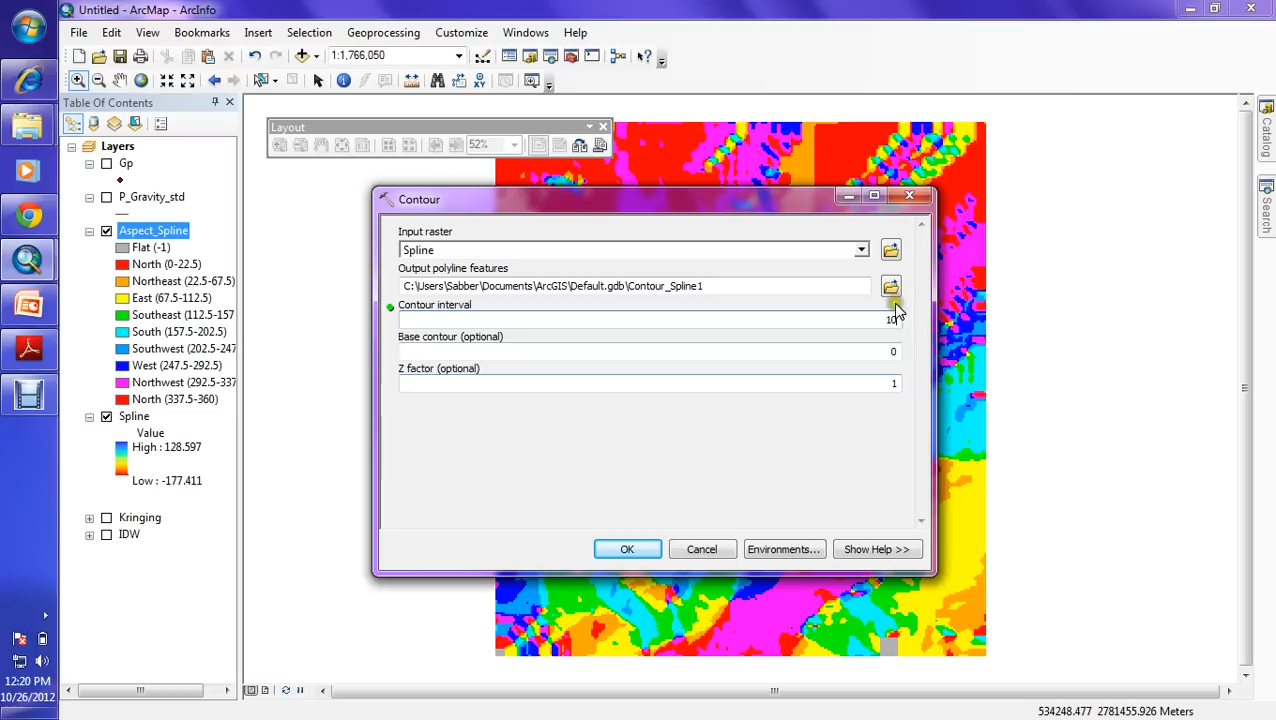 Untitled - ArcMap - ArcInfo
File Edit View Bookmarks Insert Selection Geoprocessing Customize Windows Help
1:1,766,050
Table Of Contents
Layers
Gp
P_Gravity_std
Aspect_Spline
Flat (-1)
North (0-22.5)
Northeast (22.5-67.5)
East (67.5-112.5)
Southeast (112.5-157
South (157.5-202.5)
Southwest (202.5-247
West (247.5-292.5)
Northwest (292.5-337
North (337.5-360)
Spline
Value
High : 128.597
Low : -177.411
Kringing
IDW
Layout
52%
Contour
Input raster
Spline
Output polyline features
C:\Users\Sabber\Documents\ArcGIS\Default.gdb\Contour_Spline1
Contour interval
10
Base contour (optional)
0
Z factor (optional)
1
OK Cancel Environments... Show Help >>
Catalog
Search
12:20 PM
10/26/2012
534248.477 2781455.926 Meters